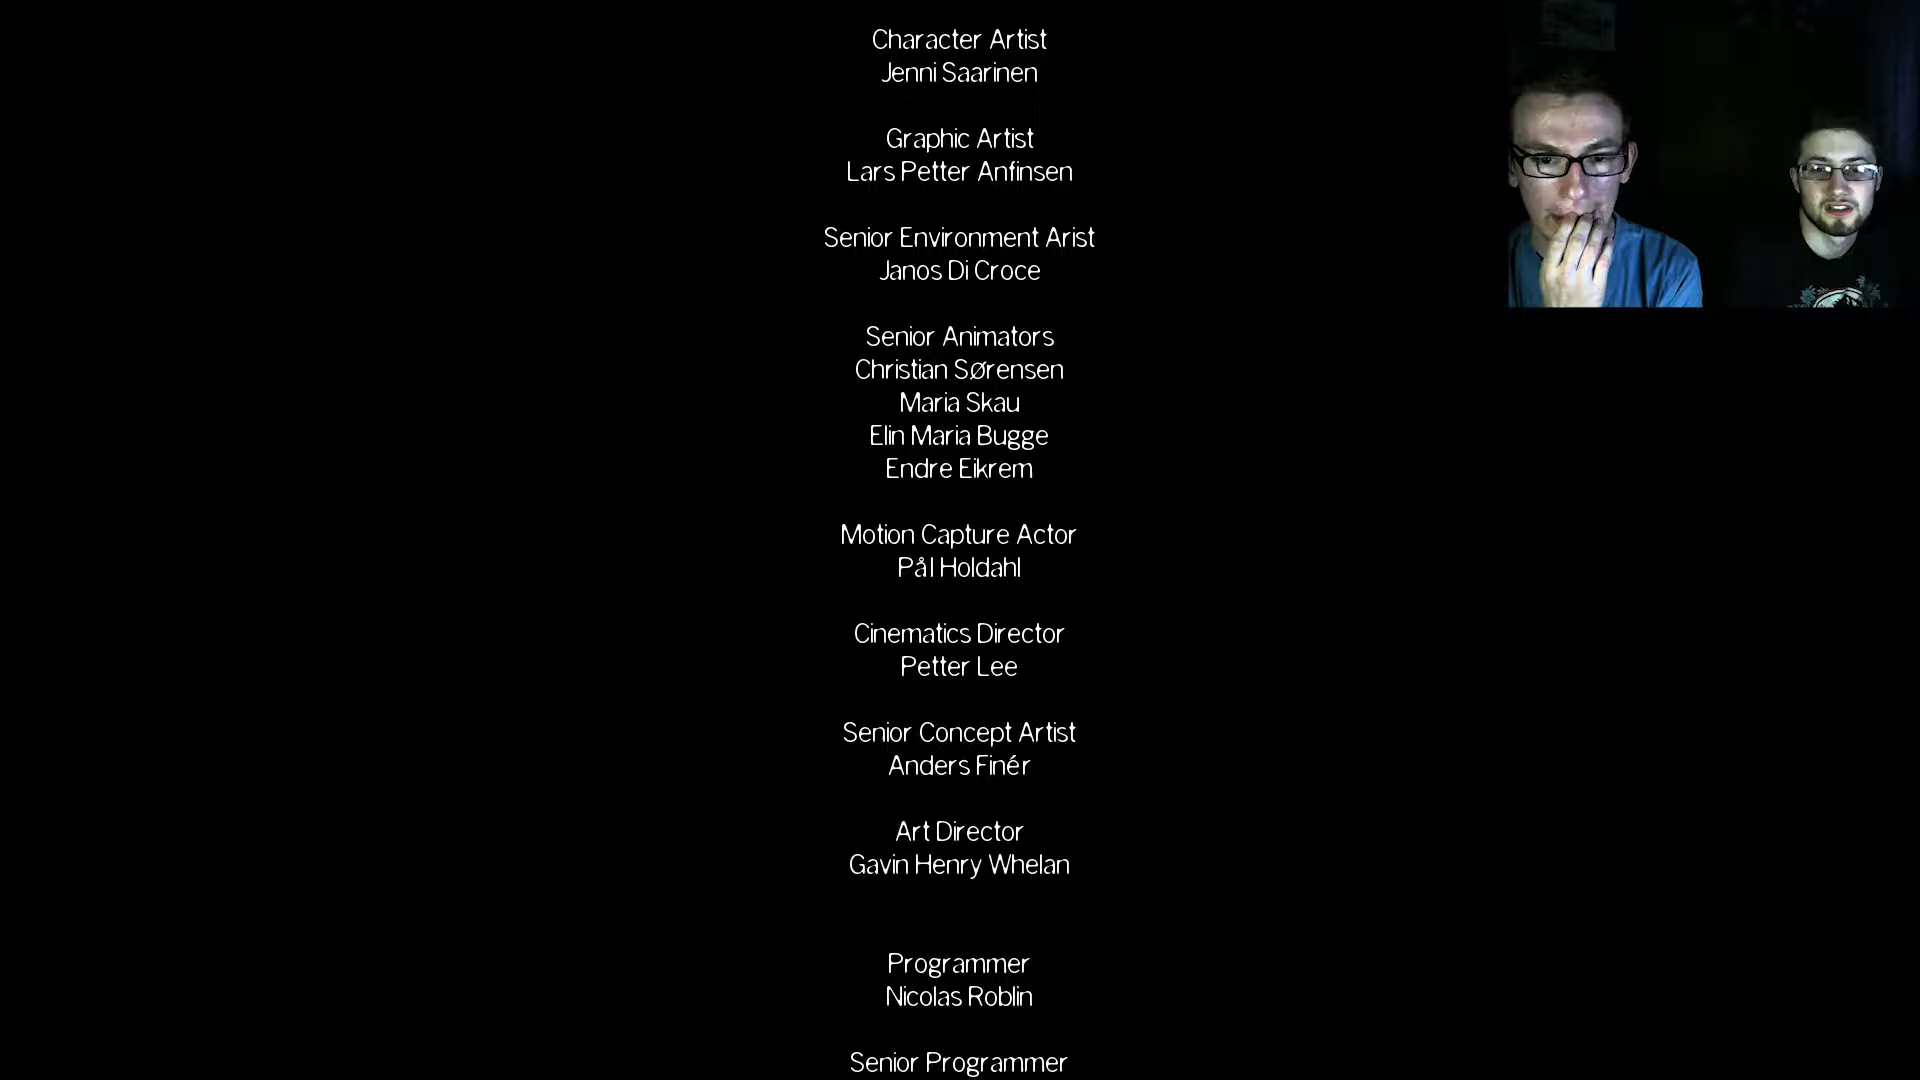 Character Artist
Jenni Saarinen
Graphic Artist
Lars Petter Anfinsen
Senior Environment Arist
Janos Di Croce
Senior Animators
Christian Sørensen
Maria Skau
Elin Maria Bugge
Endre Eikrem
Motion Capture Actor
Pål Holdahl
Cinematics Director
Petter Lee
Senior Concept Artist
Anders Finér
Art Director
Gavin Henry Whelan
Programmer
Nicolas Roblin
Senior Programmer